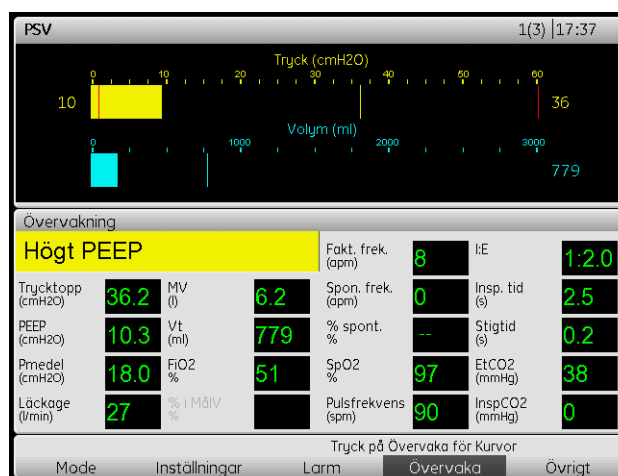 PSV 1(3) 17:37
Tryck (cmH2O)
0 10 20 30 40 50 60
10 36
Volym (ml)
0 1000 2000 3000
779
Övervakning
Högt PEEP
Fakt. frek. (apm) 8 I:E 1:2.0
Trycktopp (cmH2O) 36.2 MV (l) 6.2 Spon. frek. (apm) 0 Insp. tid (s) 2.5
PEEP (cmH2O) 10.3 Vt (ml) 779 % spont. % -- Stigtid (s) 0.2
Pmedel (cmH2O) 18.0 FiO2 % 51 SpO2 % 97 EtCO2 (mmHg) 38
Läckage (l/min) 27 % i MålV % Pulsfrekvens (spm) 90 InspCO2 (mmHg) 0
Tryck på Övervaka för Kurvor
Mode Inställningar Larm Övervaka Övrigt